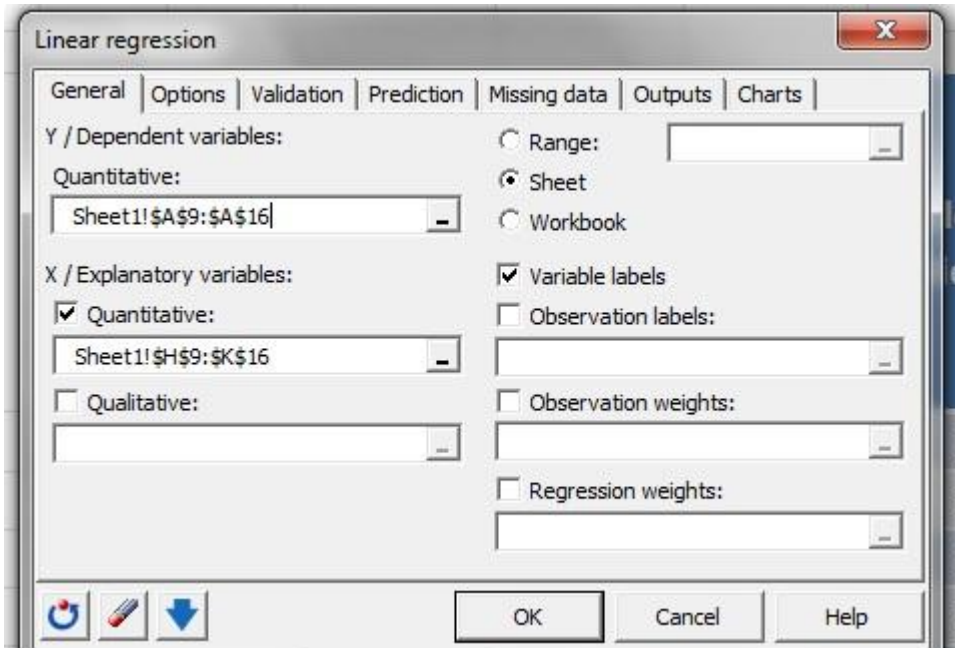 Linear regression
General Options Validation Prediction Missing data Outputs Charts
Y / Dependent variables:
Quantitative:
Sheet1!$A$9:$A$16
X / Explanatory variables:
Quantitative:
Sheet1!$H$9:$K$16
Qualitative:
Range:
Sheet
Workbook
Variable labels
Observation labels:
Observation weights:
Regression weights:
OK Cancel Help